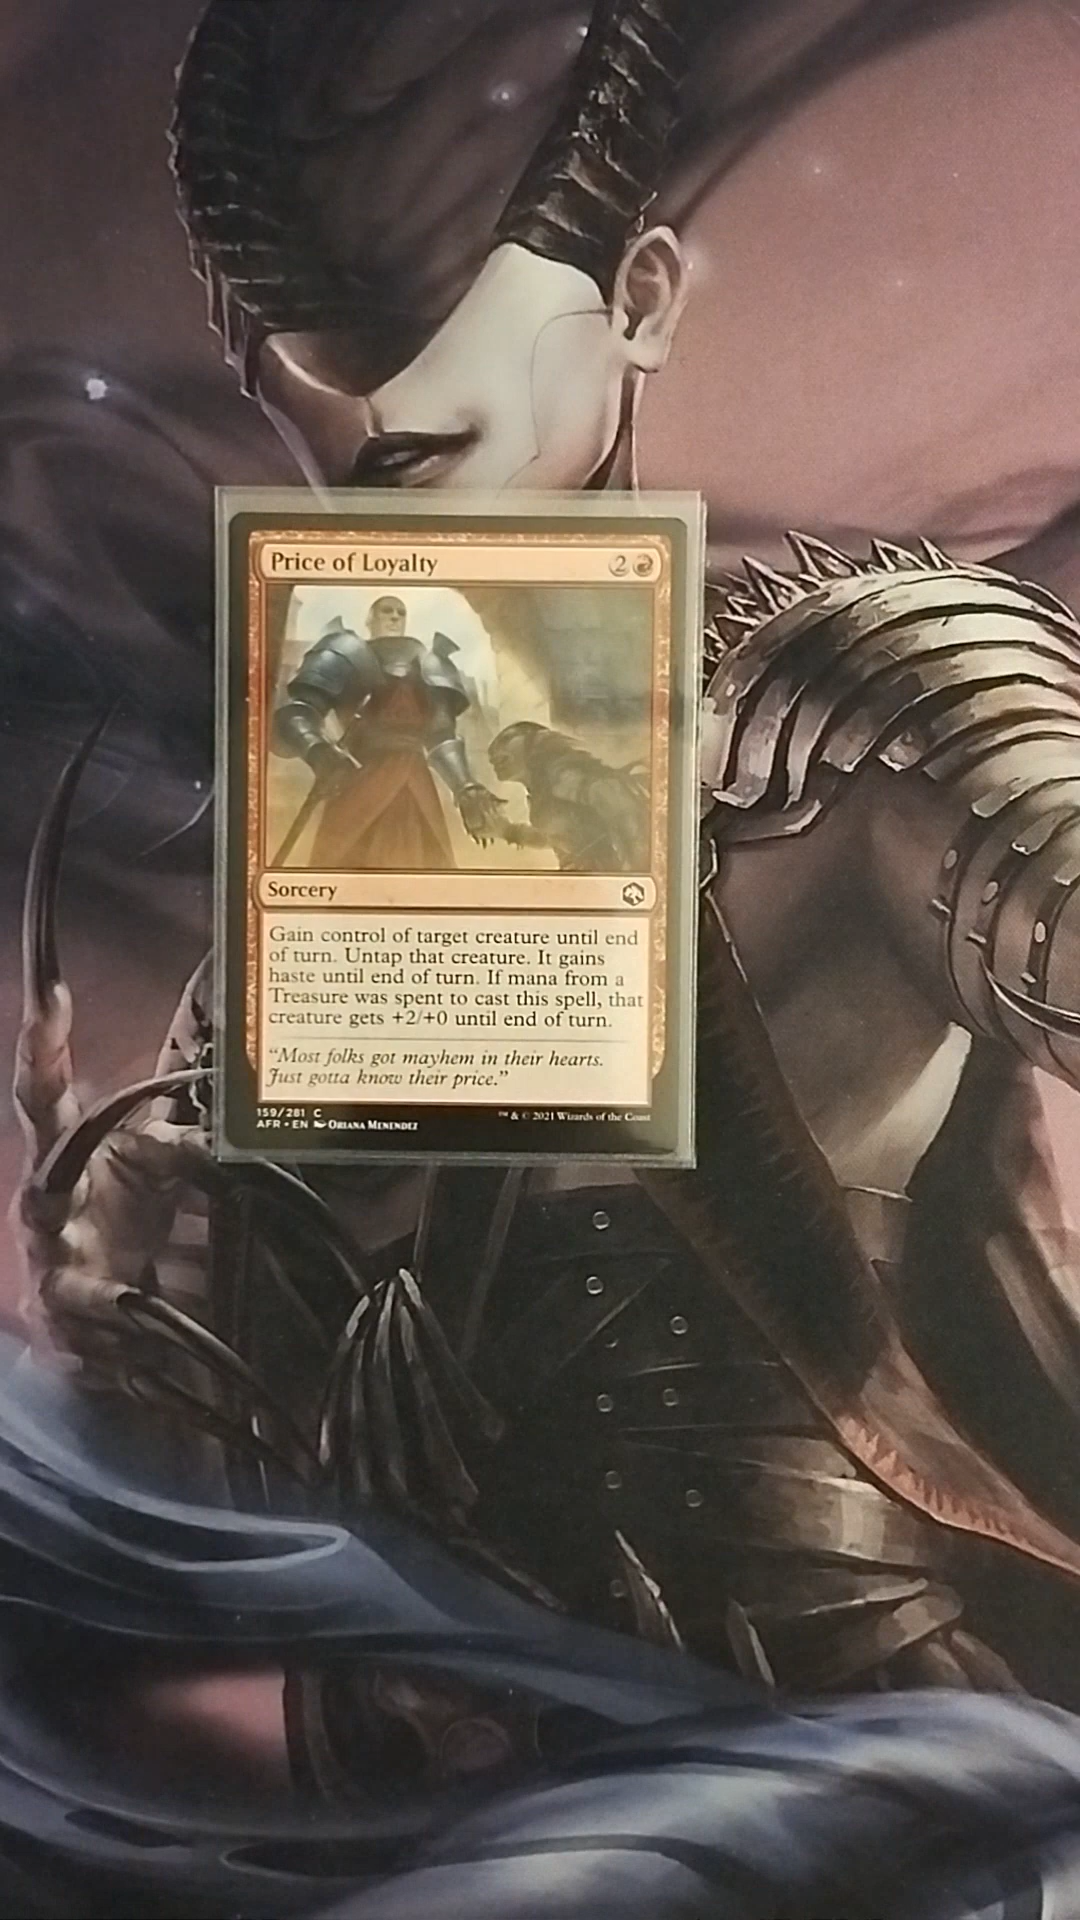 Price of Loyalty 2
Sorcery
Gain control of target creature until end
of turn. Untap that creature. It gains
haste until end of turn. If mana from a
Treasure was spent to cast this spell, that
creature gets +2/+0 until end of turn.
“Most folks got mayhem in their hearts.
Just gotta know their price.”
159/281 C
™ & © 2021 Wizards of the Coast
AFR • EN Oriana Menendez